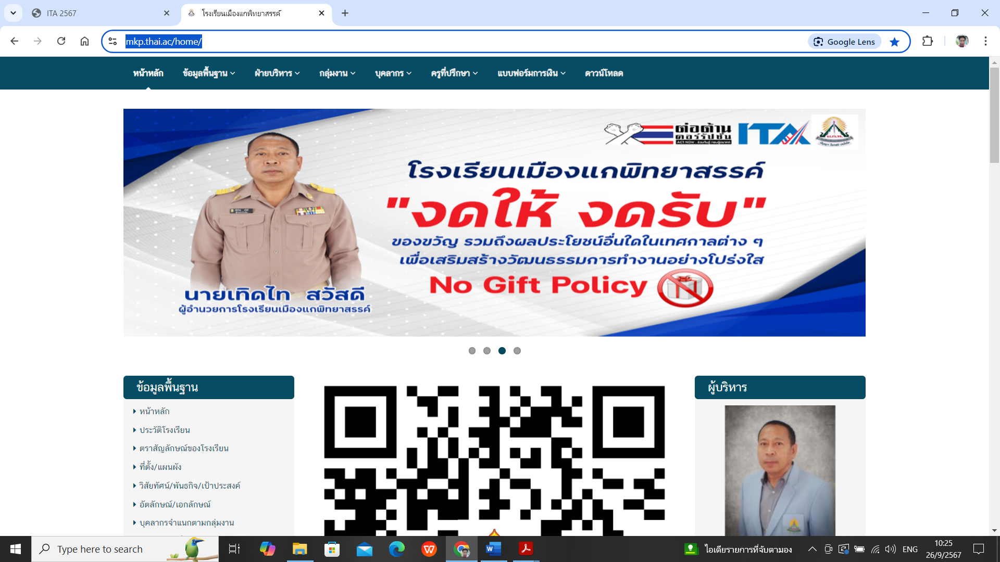 ITA 2567
โรงเรียนเมืองแกพิทยาสรรค์
mkp.thai.ac/home/
Google Lens
หน้าหลัก
ข้อมูลพื้นฐาน
ฝ่ายบริหาร
กลุ่มงาน
บุคลากร
ครูที่ปรึกษา
แบบฟอร์มการเงิน
ดาวน์โหลด
ต่อต้าน
คอร์รัปชัน
ITA
โรงเรียนเมืองแกพิทยาสรรค์
"งดให้ งดรับ"
ของขวัญ รวมถึงผลประโยชน์อื่นใดในเทศกาลต่าง ๆ
เพื่อเสริมสร้างวัฒนธรรมการทำงานอย่างโปร่งใส
No Gift Policy
นายเทิดไท สวัสดี
ผู้อำนวยการโรงเรียนเมืองแกพิทยาสรรค์
ข้อมูลพื้นฐาน
หน้าหลัก
ประวัติโรงเรียน
ตราสัญลักษณ์ของโรงเรียน
ที่ตั้ง/แผนผัง
วิสัยทัศน์/พันธกิจ/เป้าประสงค์
อัตลักษณ์/เอกลักษณ์
บุคลากรจำแนกตามกลุ่มงาน
ผู้บริหาร
Type here to search
ไอเดียรายการที่จับตามอง
ENG
10:25
26/9/2567